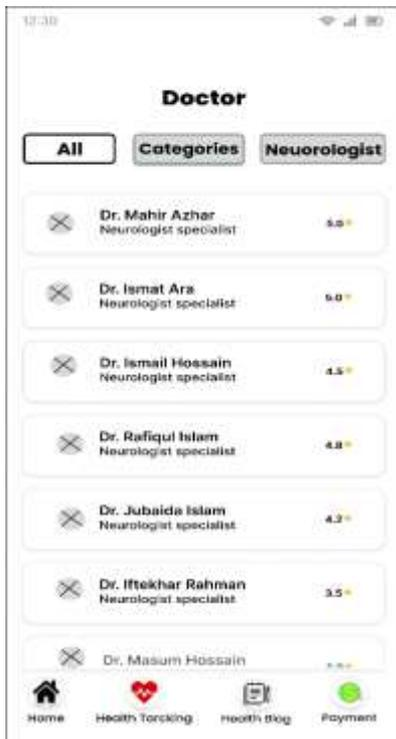 12:30
Doctor
All Categories Neuorologist
Dr. Mahir Azhar
Neurologist specialist
5.0
Dr. Ismat Ara
Neurologist specialist
5.0
Dr. Ismail Hossain
Neurologist specialist
4.5
Dr. Rafiqul Islam
Neurologist specialist
4.8
Dr. Jubaida Islam
Neurologist specialist
4.2
Dr. Iftekhar Rahman
Neurologist specialist
3.5
Dr. Masum Hossain
Home Health Torcking Health Blog Payment